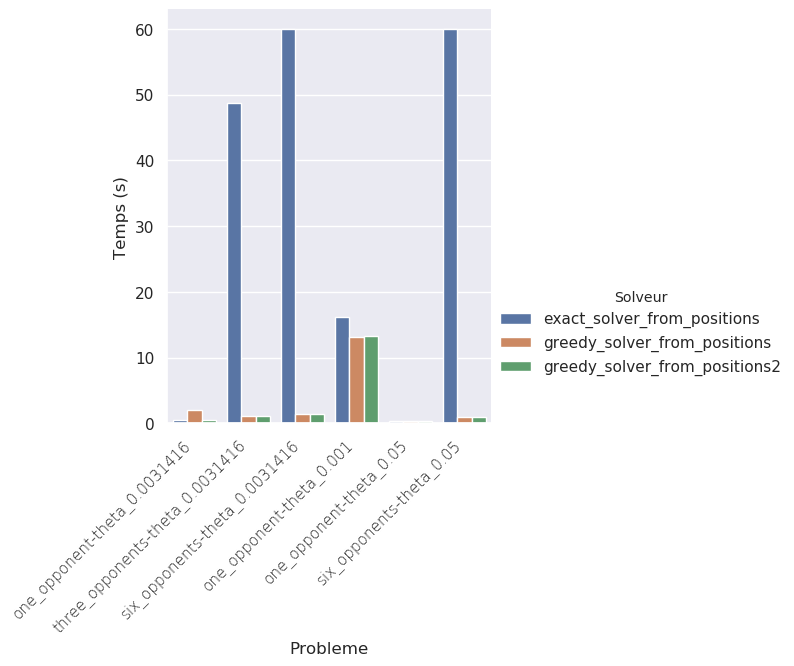 60
50
40
30
20
10
0
Temps (s)
one_opponent-theta_0.0031416
three_opponents-theta_0.0031416
six_opponents-theta_0.0031416
one_opponent-theta_0.001
one_opponent-theta_0.05
six_opponents-theta_0.05
Probleme
Solveur
exact_solver_from_positions
greedy_solver_from_positions
greedy_solver_from_positions2